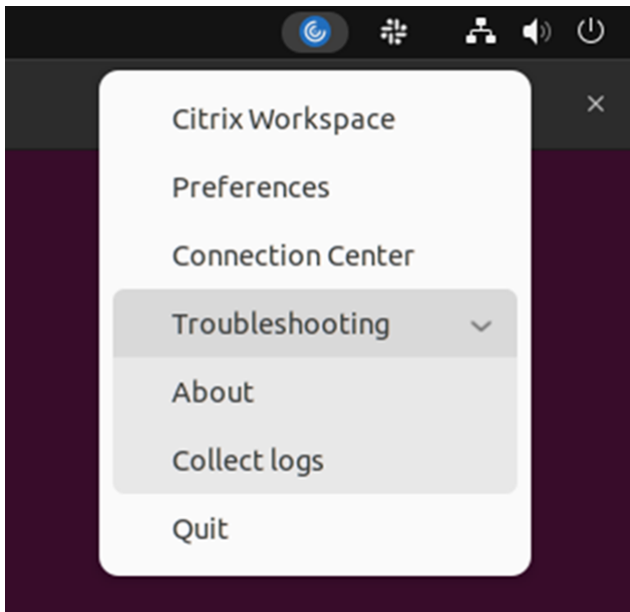 Citrix Workspace
Preferences
Connection Center
Troubleshooting
About
Collect logs
Quit